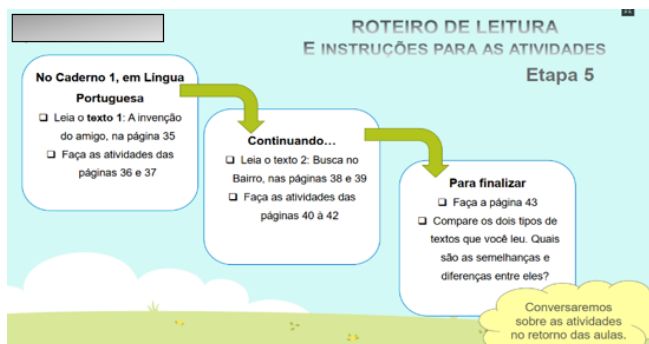 ROTEIRO DE LEITURA
E INSTRUÇÕES PARA AS ATIVIDADES
Etapa 5
No Caderno 1, em Língua
Portuguesa
❑ Leia o texto 1: A invenção
do amigo, na página 35
❑ Faça as atividades das
páginas 36 e 37
Continuando...
❑ Leia o texto 2: Busca no
Bairro, nas páginas 38 e 39
❑ Faça as atividades das
páginas 40 à 42
Para finalizar
❑ Faça a página 43
❑ Compare os dois tipos de
textos que você leu. Quais
são as semelhanças e
diferenças entre eles?
Conversaremos
sobre as atividades
no retorno das aulas.